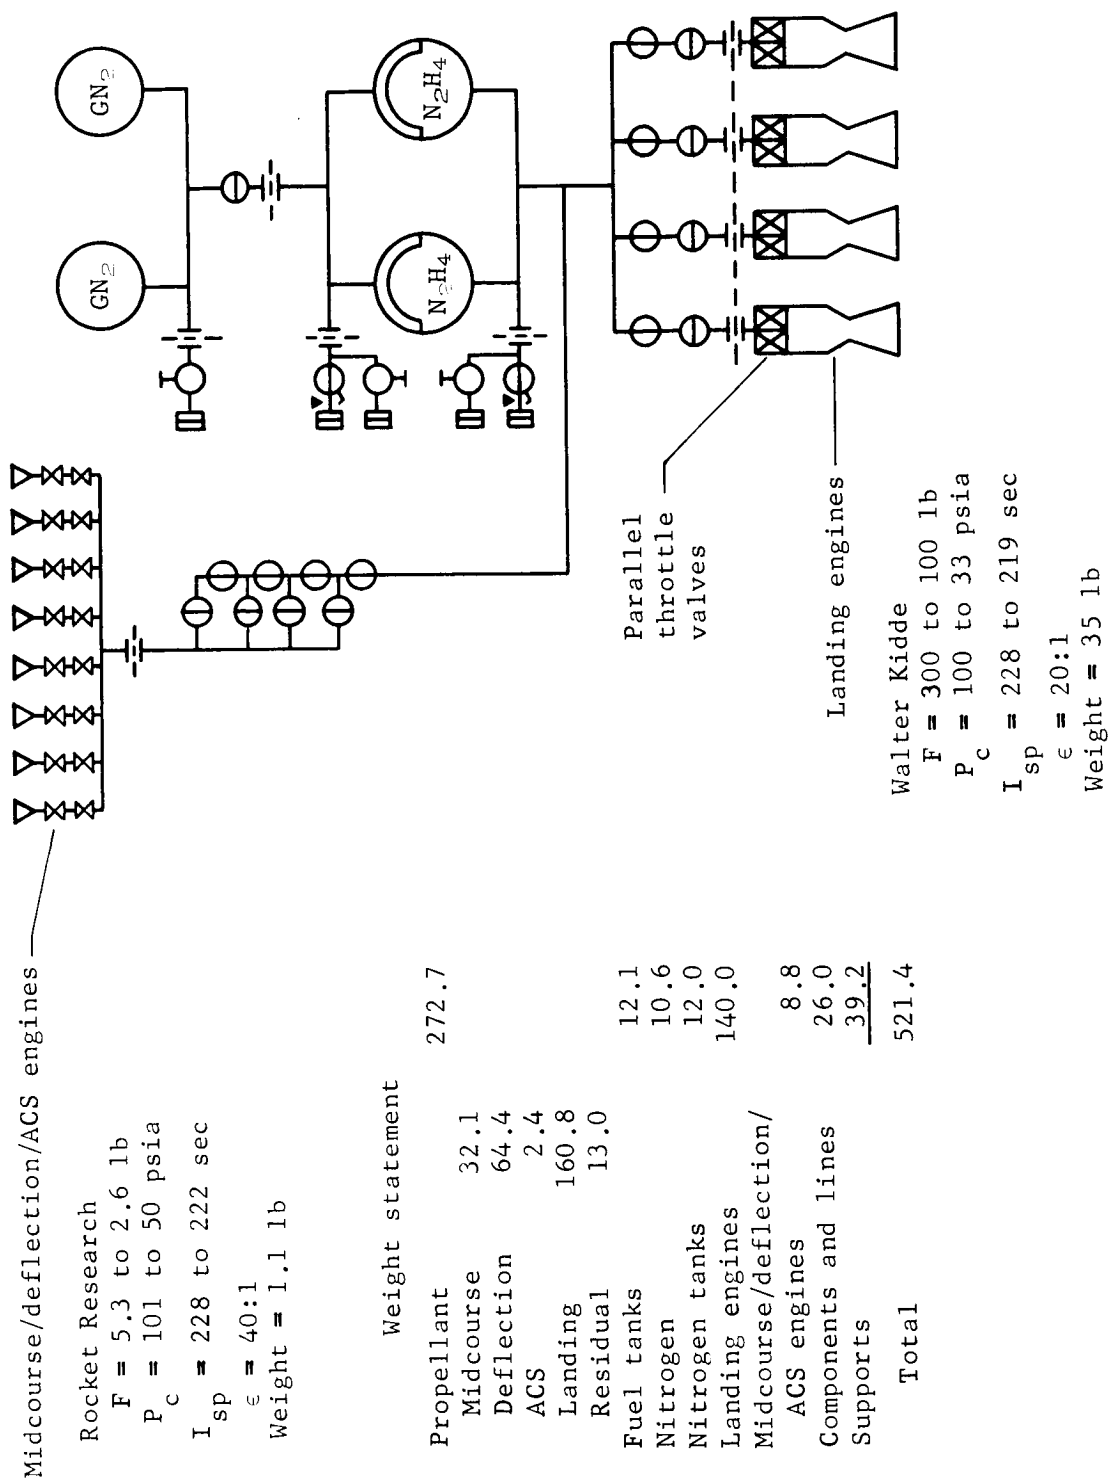 Midcourse/deflection/ACS engines
Rocket Research
F = 5.3 to 2.6 lb
P_c = 101 to 50 psia
I_sp = 228 to 222 sec
ϵ = 40:1
Weight = 1.1 lb
Weight statement
Propellant 272.7
Midcourse 32.1
Deflection 64.4
ACS 2.4
Landing 160.8
Residual 13.0
Fuel tanks 12.1
Nitrogen 10.6
Nitrogen tanks 12.0
Landing engines 140.0
Midcourse/deflection/
ACS engines 8.8
Components and lines 26.0
Supports 39.2
Total 521.4
GN2
GN2
N2H4
N2H4
Parallel
throttle
valves
Landing engines
Walter Kidde
F = 300 to 100 lb
P_c = 100 to 33 psia
I_sp = 228 to 219 sec
ϵ = 20:1
Weight = 35 lb